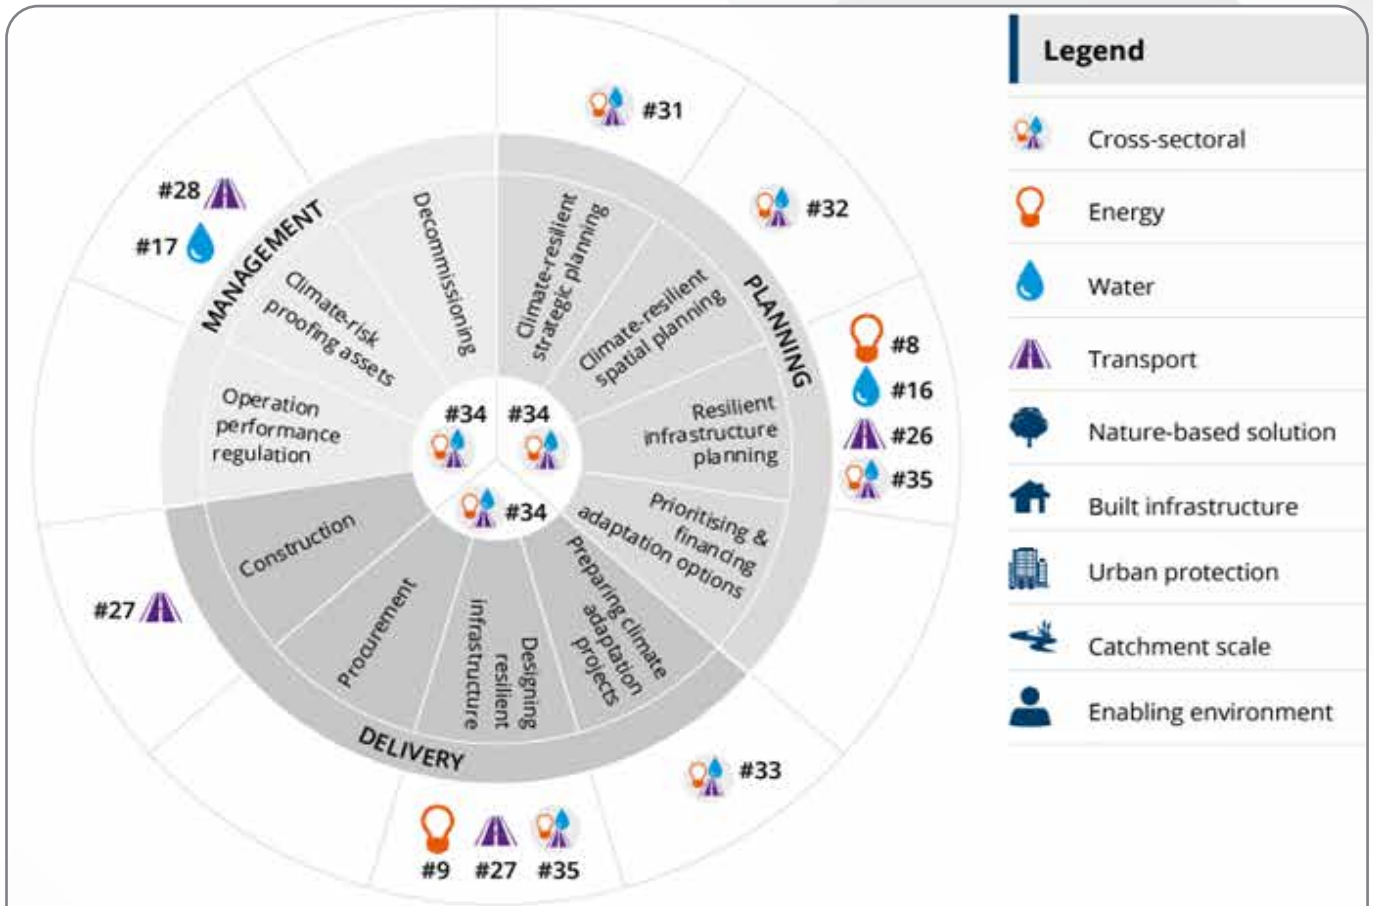 #31
#32
#28
#17
MANAGEMENT
PLANNING
Decommissioning
Climate-resilient
strategic planning
Climate-resilient
spatial planning
Climate-risk
proofing assets
Operation
performance
regulation
Resilient
infrastructure
planning
Prioritising &
financing
adaptation options
#8
#16
#26
#35
#34
#34
#34
Construction
Procurement
Designing
resilient
infrastructure
Preparing climate
adaptation
projects
DELIVERY
#27
#33
#9
#27
#35
Legend
Cross-sectoral
Energy
Water
Transport
Nature-based solution
Built infrastructure
Urban protection
Catchment scale
Enabling environment